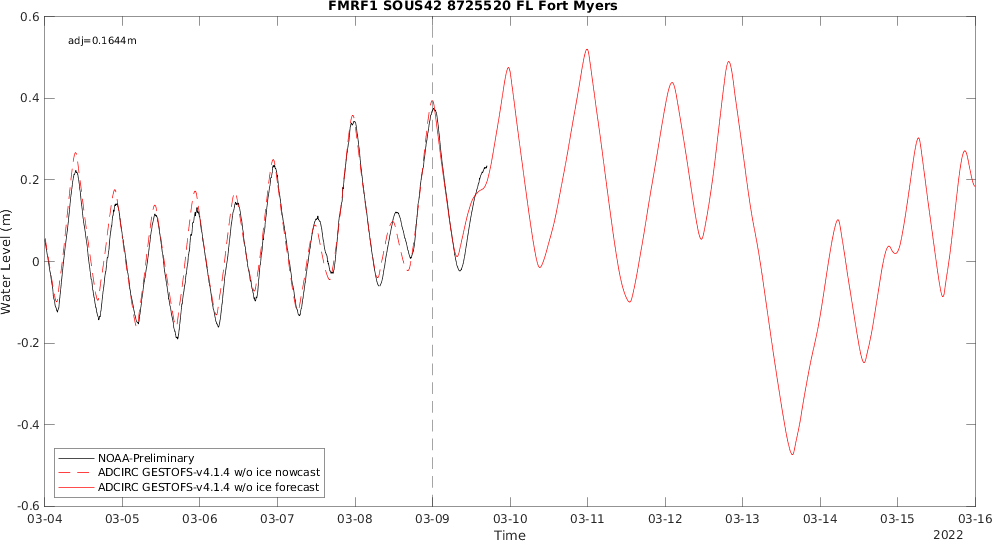 FMRF1 SOUS42 8725520 FL Fort Myers
adj=0.1644m
Water Level (m)
0.6
0.4
0.2
0
-0.2
-0.4
-0.6
NOAA-Preliminary
ADCIRC GESTOFS-v4.1.4 w/o ice nowcast
ADCIRC GESTOFS-v4.1.4 w/o ice forecast
03-04 03-05 03-06 03-07 03-08 03-09 03-10 03-11 03-12 03-13 03-14 03-15 03-16
Time
2022